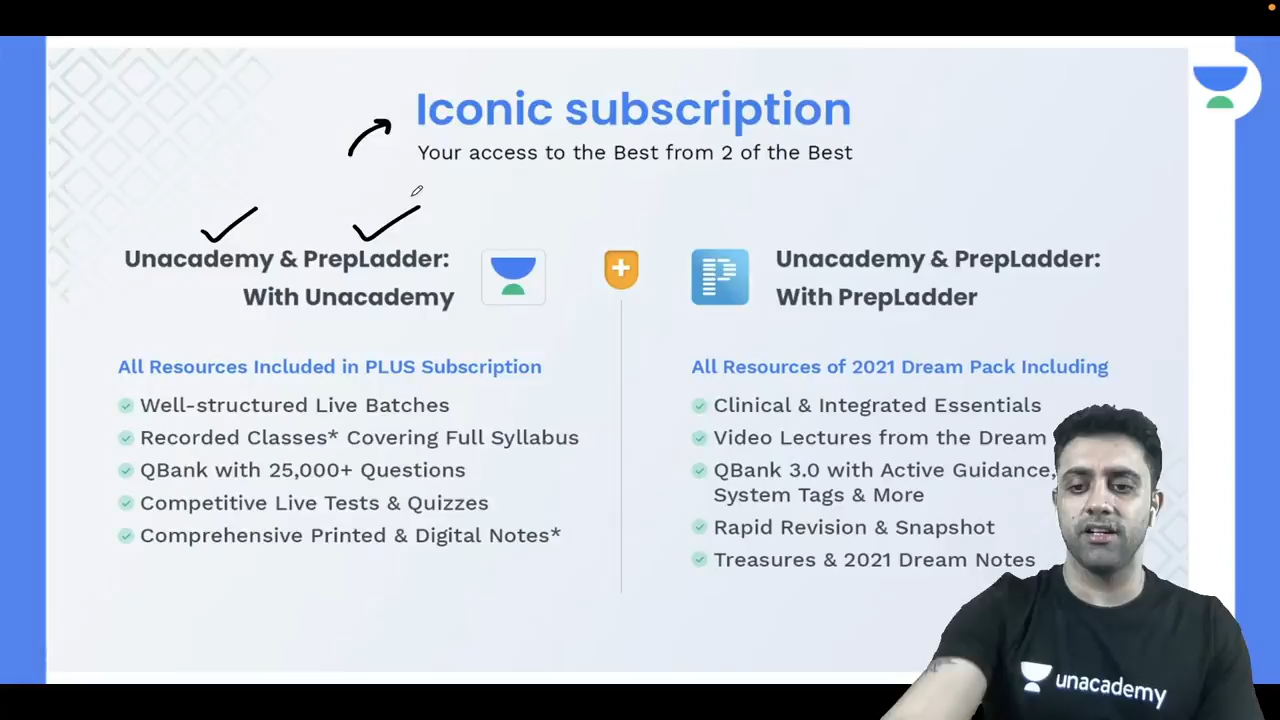 Iconic subscription
Your access to the Best from 2 of the Best
Unacademy & PrepLadder:
With Unacademy
All Resources Included in PLUS Subscription
Well-structured Live Batches
Recorded Classes* Covering Full Syllabus
QBank with 25,000+ Questions
Competitive Live Tests & Quizzes
Comprehensive Printed & Digital Notes*
Unacademy & PrepLadder:
With PrepLadder
All Resources of 2021 Dream Pack Including
Clinical & Integrated Essentials
Video Lectures from the Dream
QBank 3.0 with Active Guidance,
System Tags & More
Rapid Revision & Snapshot
Treasures & 2021 Dream Notes
unacademy